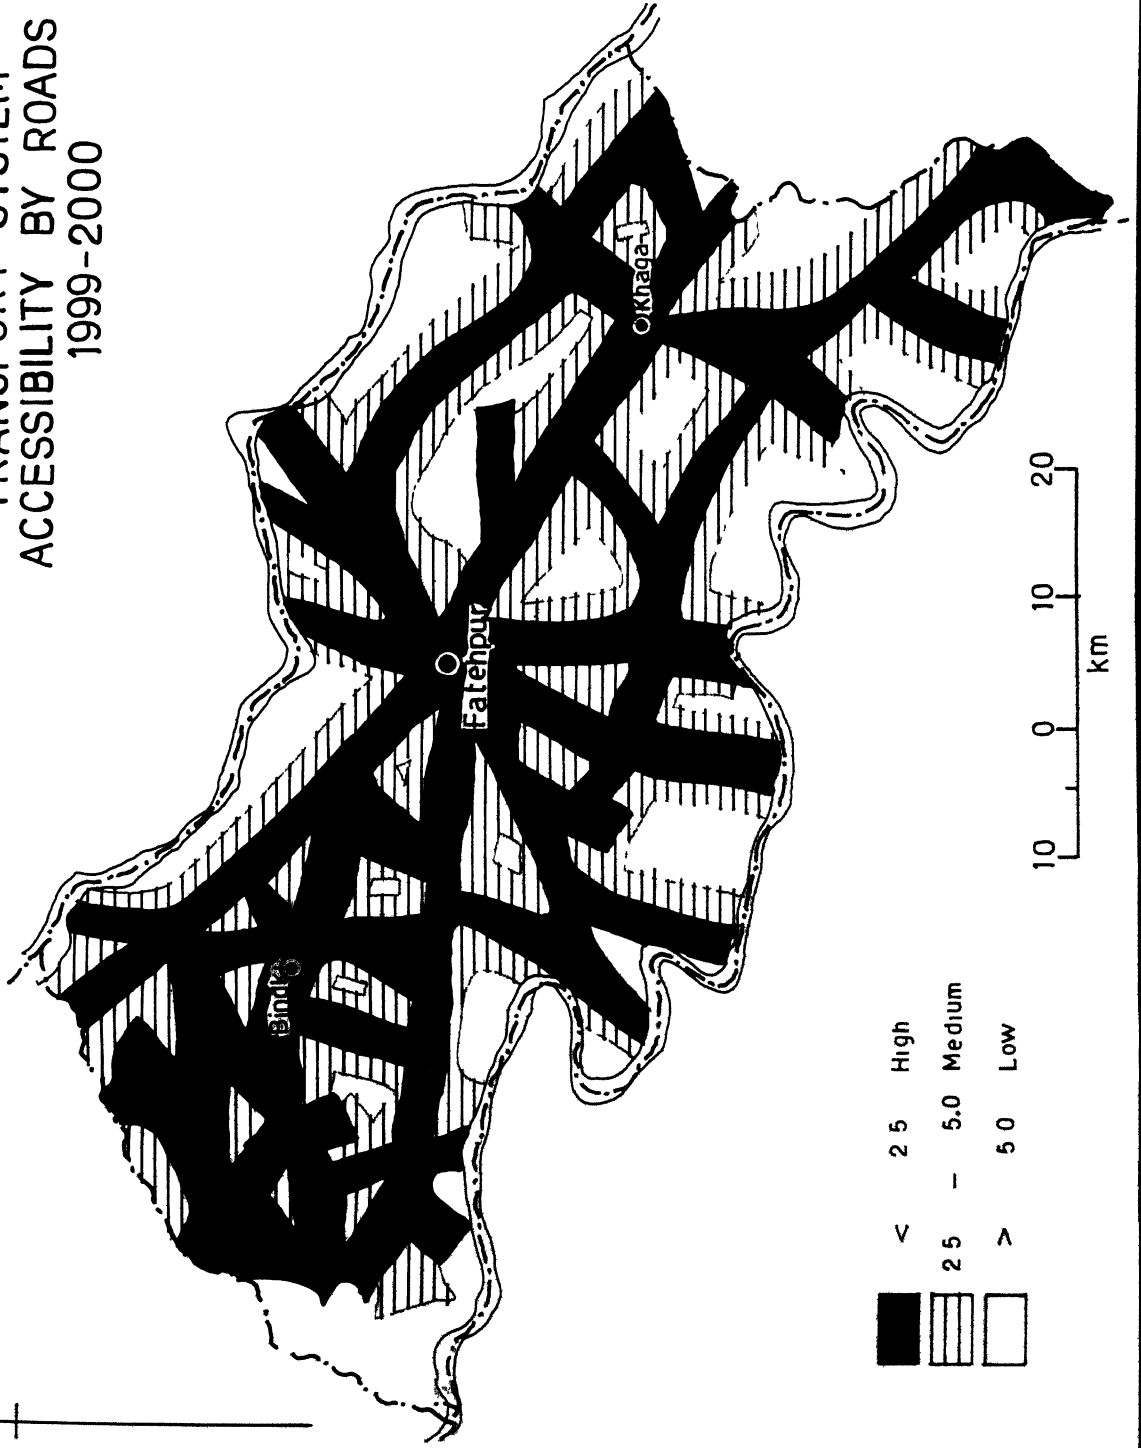 ACCESSIBILITY BY ROADS
1999-2000
Bindki
Fatehpur
Khaga
10 0 10 20
km
< 2 5 High
2 5 – 5.0 Medium
> 5 0 Low